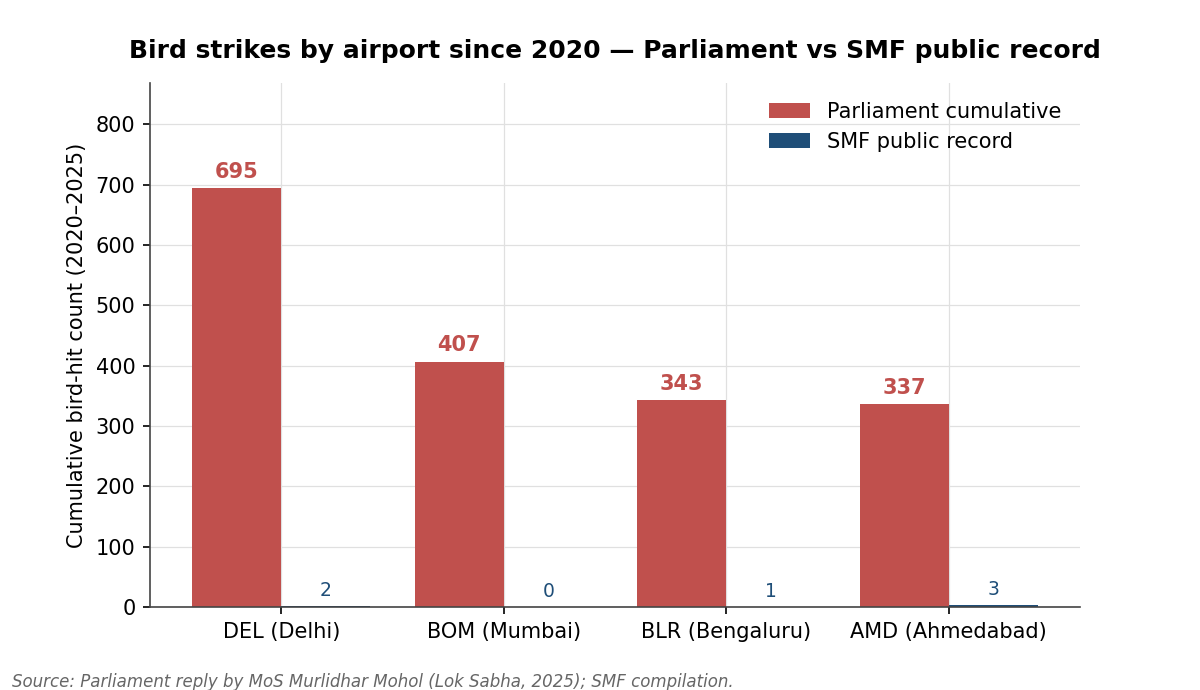 Bird strikes by airport since 2020 — Parliament vs SMF public record
Parliament cumulative
SMF public record
Cumulative bird-hit count (2020–2025)
800
700
600
500
400
300
200
100
0
695
2
407
0
343
1
337
3
DEL (Delhi)
BOM (Mumbai)
BLR (Bengaluru)
AMD (Ahmedabad)
Source: Parliament reply by MoS Murlidhar Mohol (Lok Sabha, 2025); SMF compilation.